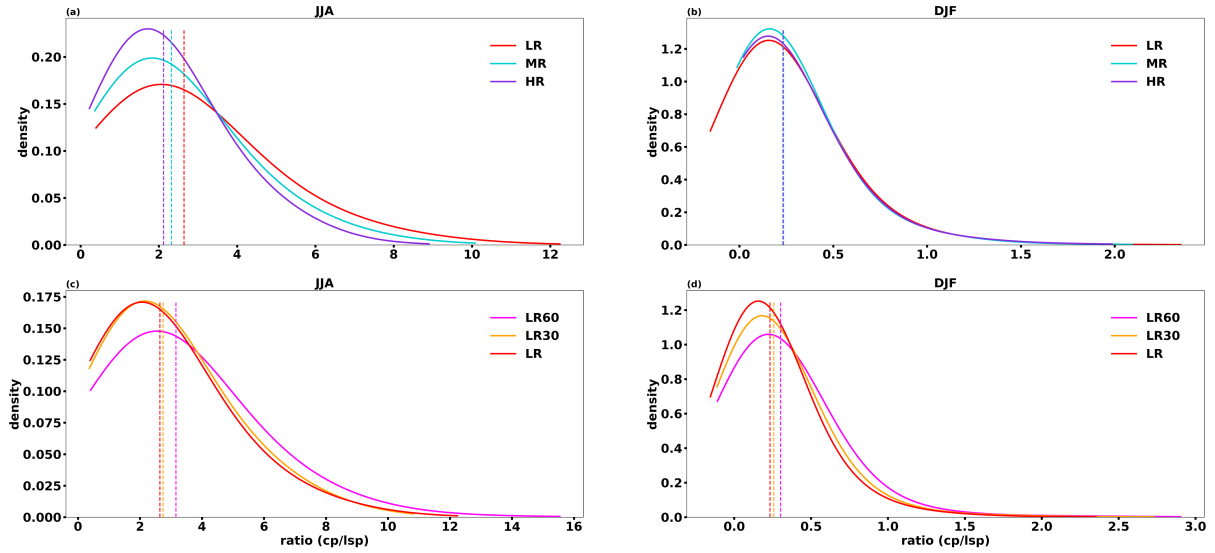 (a)
JJA
density
0.20
0.15
0.10
0.05
0.00
0
2
4
6
8
10
12
LR
MR
HR
(b)
DJF
density
1.2
1.0
0.8
0.6
0.4
0.2
0.0
0.0
0.5
1.0
1.5
2.0
LR
MR
HR
(c)
JJA
density
0.175
0.150
0.125
0.100
0.075
0.050
0.025
0.000
0
2
4
6
8
10
12
14
16
ratio (cp/lsp)
LR60
LR30
LR
(d)
DJF
density
1.2
1.0
0.8
0.6
0.4
0.2
0.0
0.0
0.5
1.0
1.5
2.0
2.5
3.0
ratio (cp/lsp)
LR60
LR30
LR